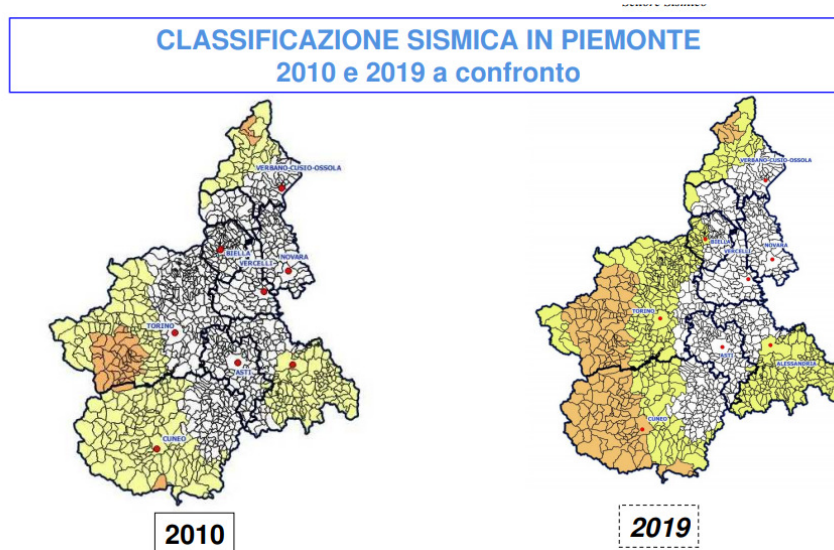 CLASSIFICAZIONE SISMICA IN PIEMONTE
2010 e 2019 a confronto
VERBANO-CUSIO-OSSOLA
BIELLA
VERCELLI
NOVARA
TORINO
ASTI
CUNEO
2010
VERBANO-CUSIO-OSSOLA
BIELLA
VERCELLI
NOVARA
TORINO
ASTI
ALESSANDRIA
CUNEO
2019